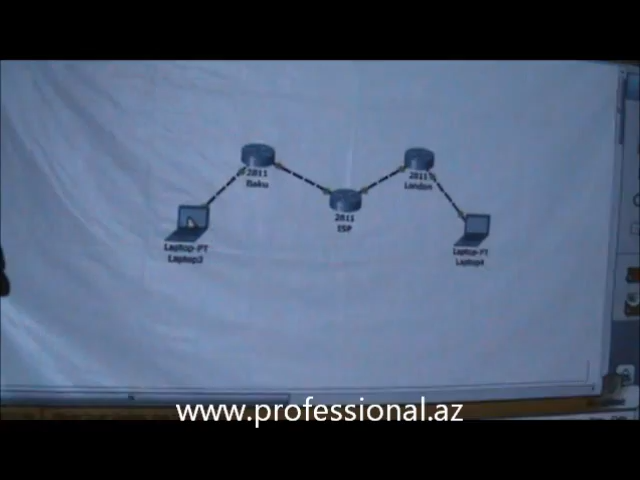 2811
Baku
2811
London
2811
ISP
Laptop-PT
Laptop3
Laptop-PT
Laptop4
www.professional.az